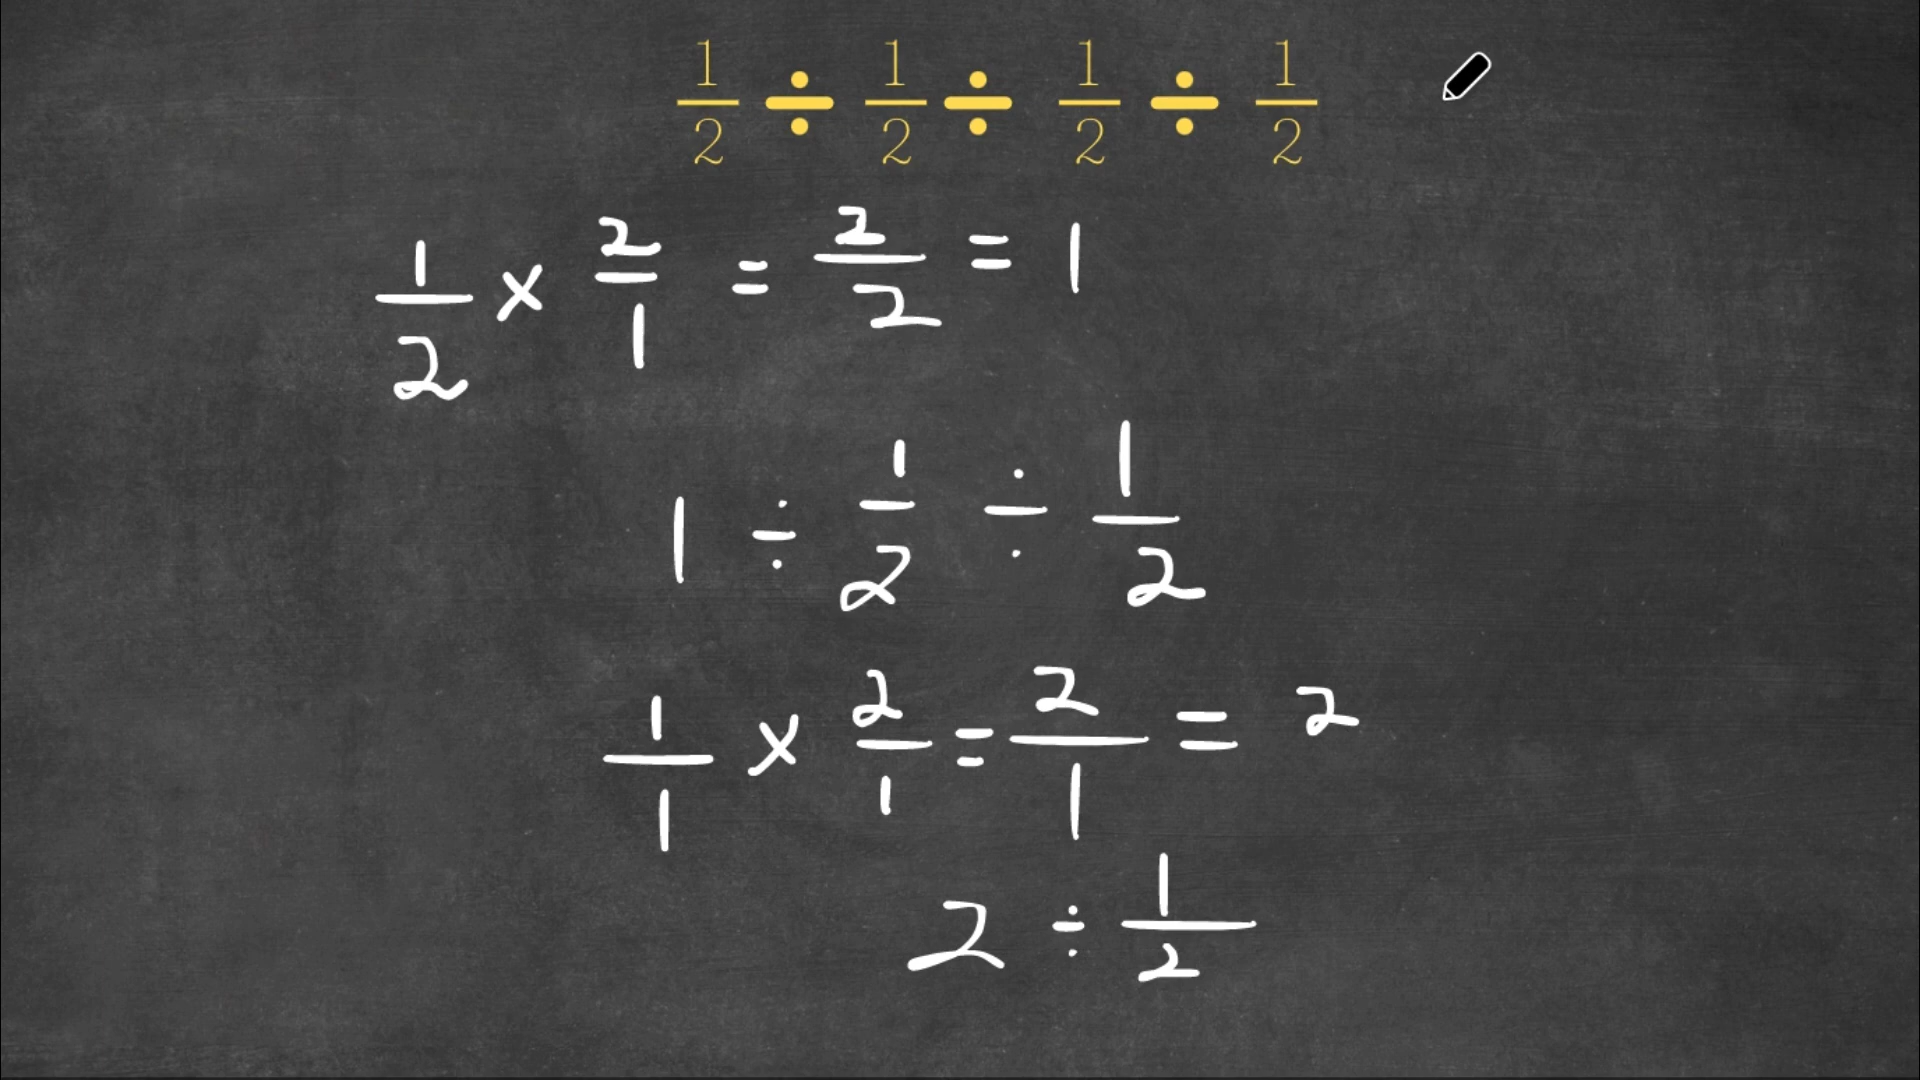 1/2 ÷ 1/2 ÷ 1/2 ÷ 1/2
1/2 × 2/1 = 2/2 = 1
1 ÷ 1/2 ÷ 1/2
1/1 × 2/1 = 2/1 = 2
2 ÷ 1/2